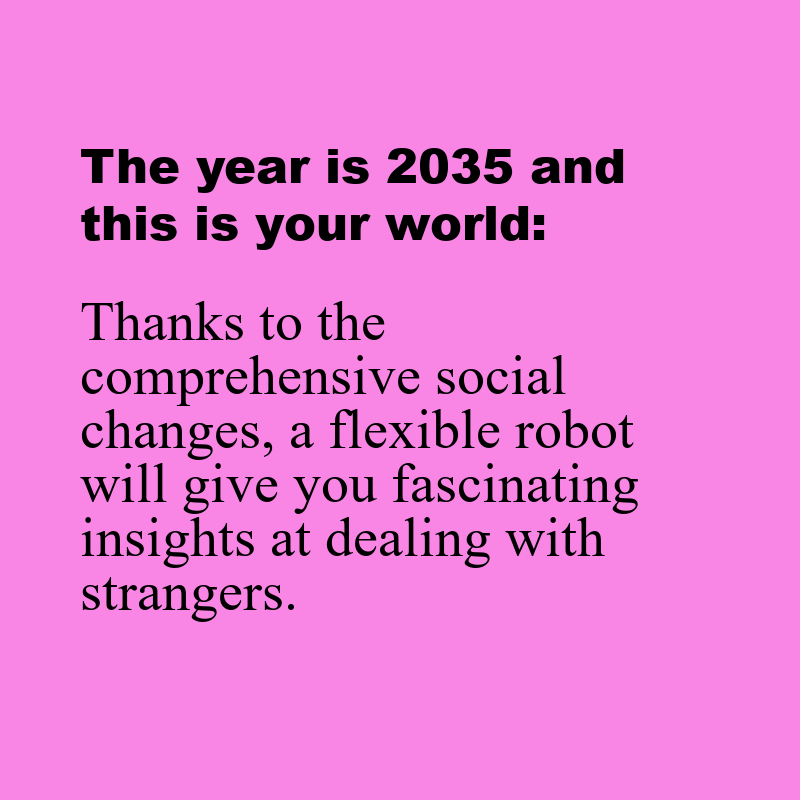 The year is 2035 and
this is your world:
Thanks to the
comprehensive social
changes, a flexible robot
will give you fascinating
insights at dealing with
strangers.